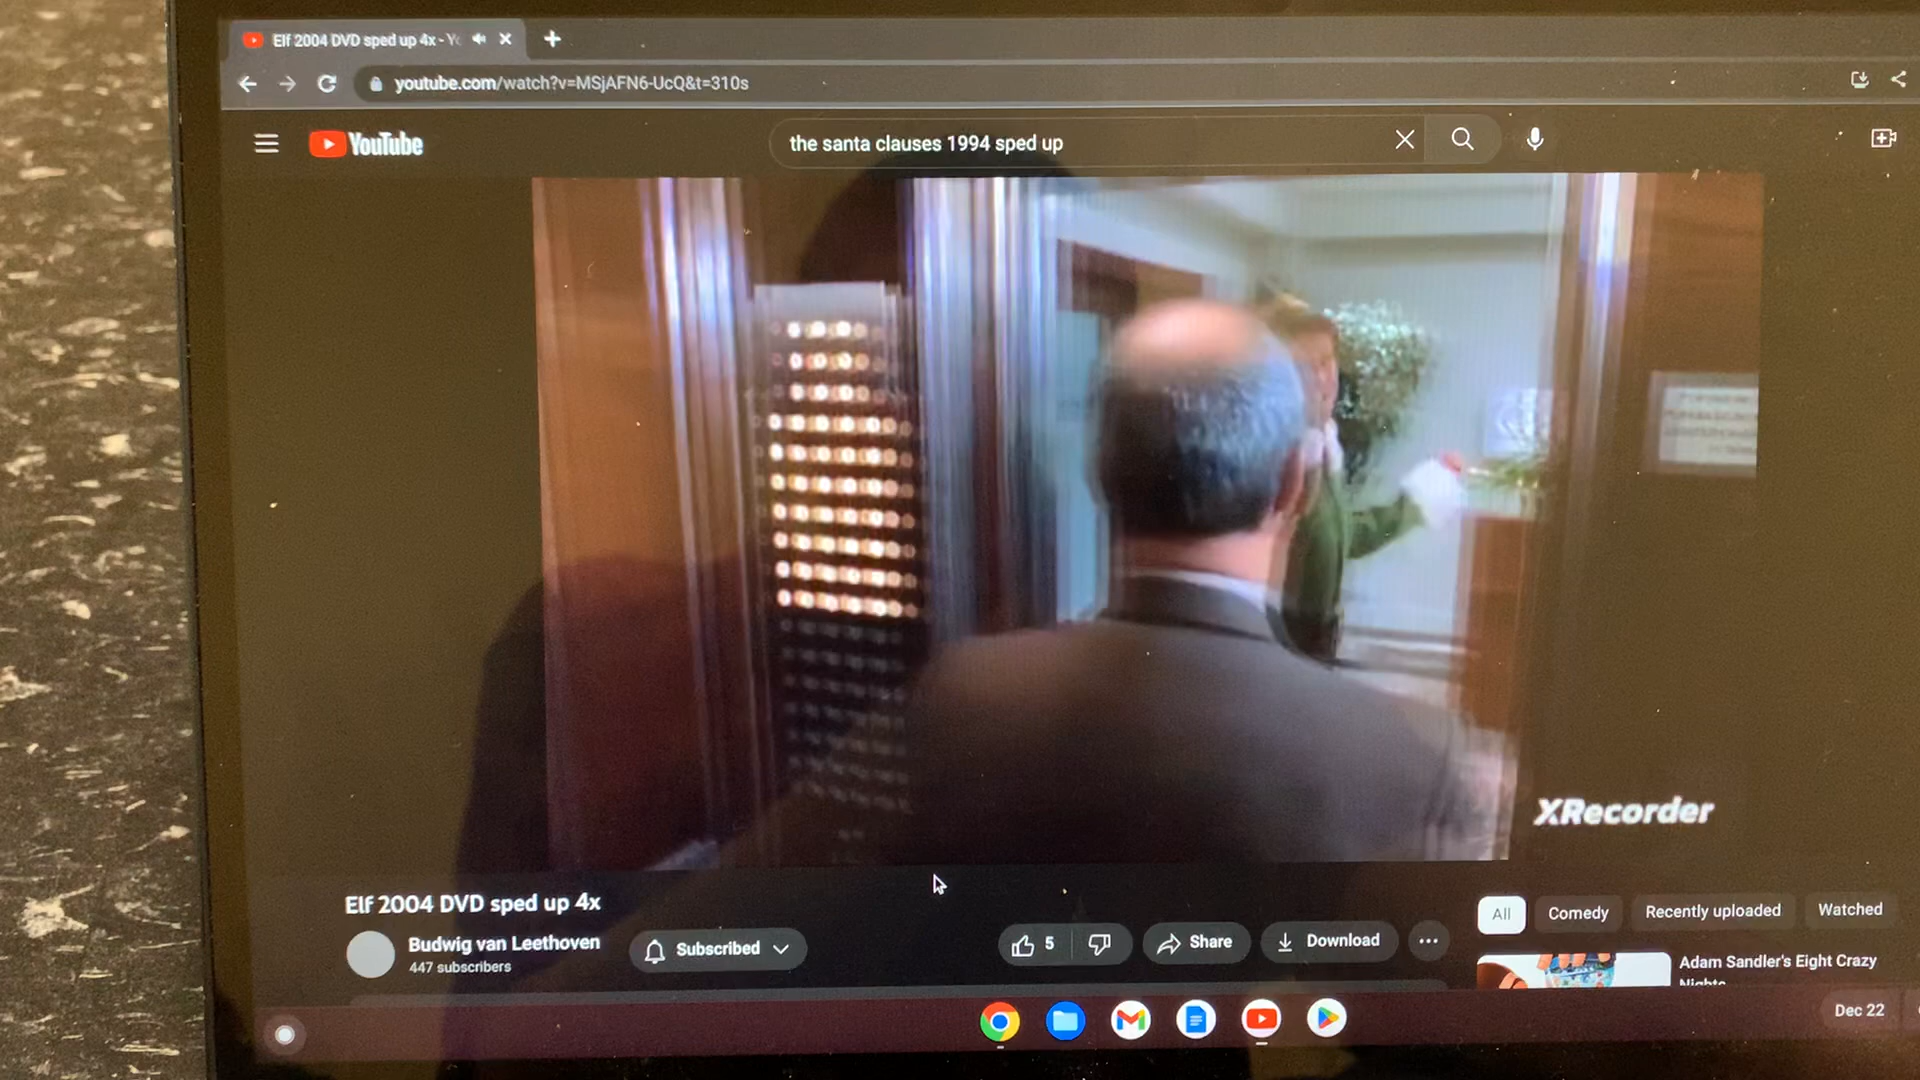 Elf 2004 DVD sped up 4x - Yo
youtube.com/watch?v=MSjAFN6-UcQ&t=310s
YouTube
the santa clauses 1994 sped up
XRecorder
Elf 2004 DVD sped up 4x
Budwig van Leethoven
447 subscribers
Subscribed
5
Share
Download
All
Comedy
Recently uploaded
Watched
Adam Sandler's Eight Crazy
Nights
Dec 22